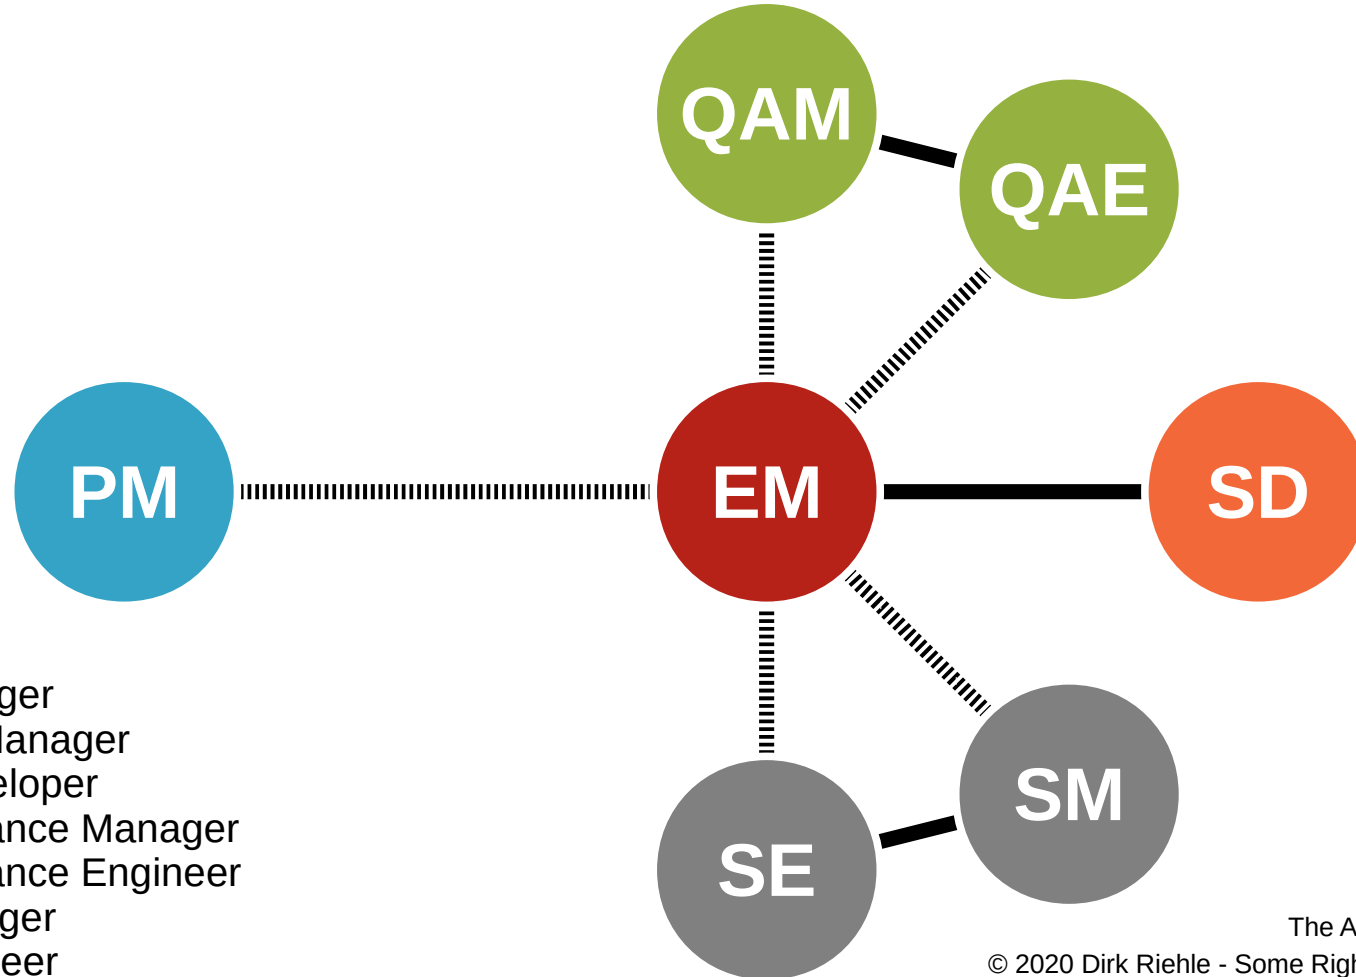 QAM
QAE
PM
EM
SD
SM
SE
ger
Manager
eloper
ance Manager
ance Engineer
ger
eer
The A
© 2020 Dirk Riehle - Some Righ